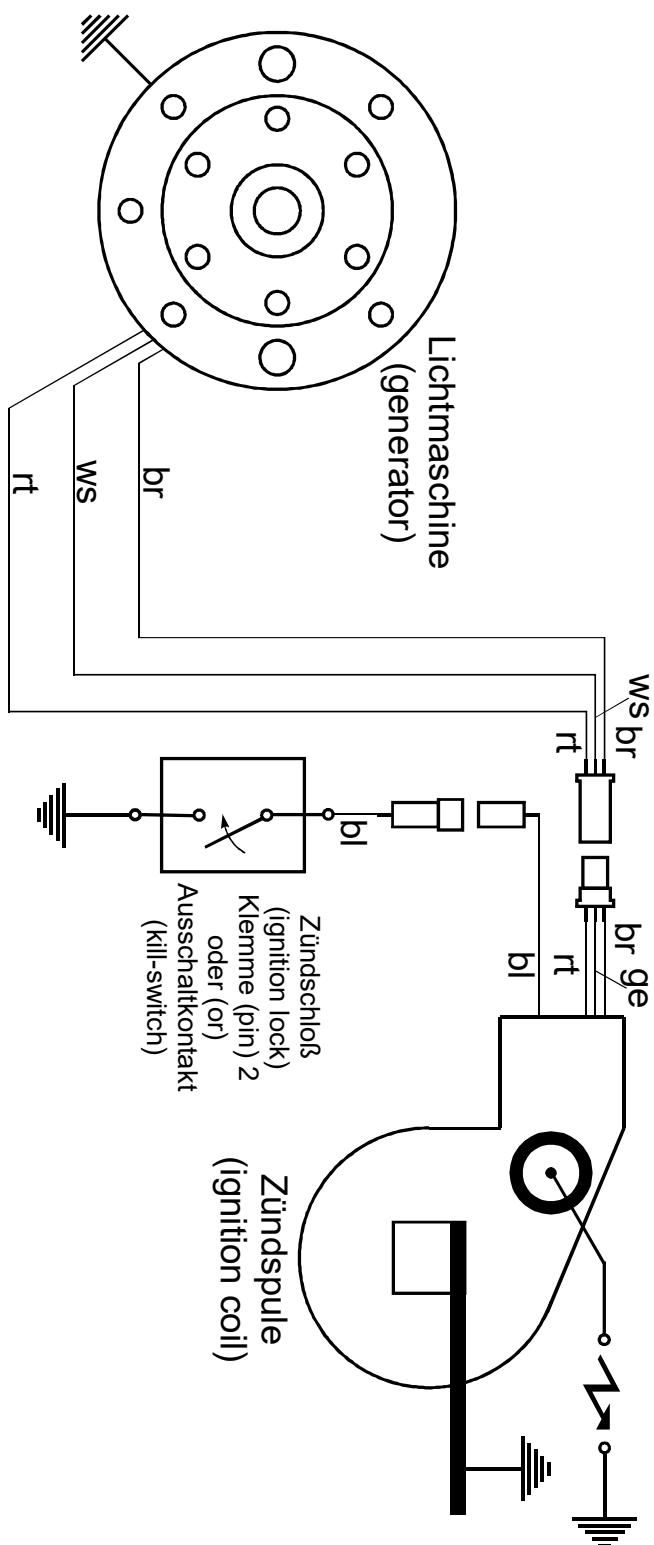 Lichtmaschine
(generator)
br
ws
rt
ws
br
rt
br
ge
rt
bl
bl
Zündschloß
(ignition lock)
Klemme (pin) 2
oder (or)
Ausschaltkontakt
(kill-switch)
Zündspule
(ignition coil)